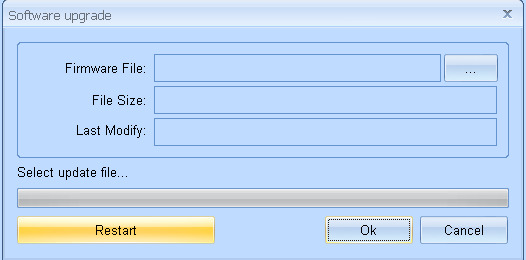 Software upgrade x
Firmware File: ...
File Size:
Last Modify:
Select update file...
Restart Ok Cancel